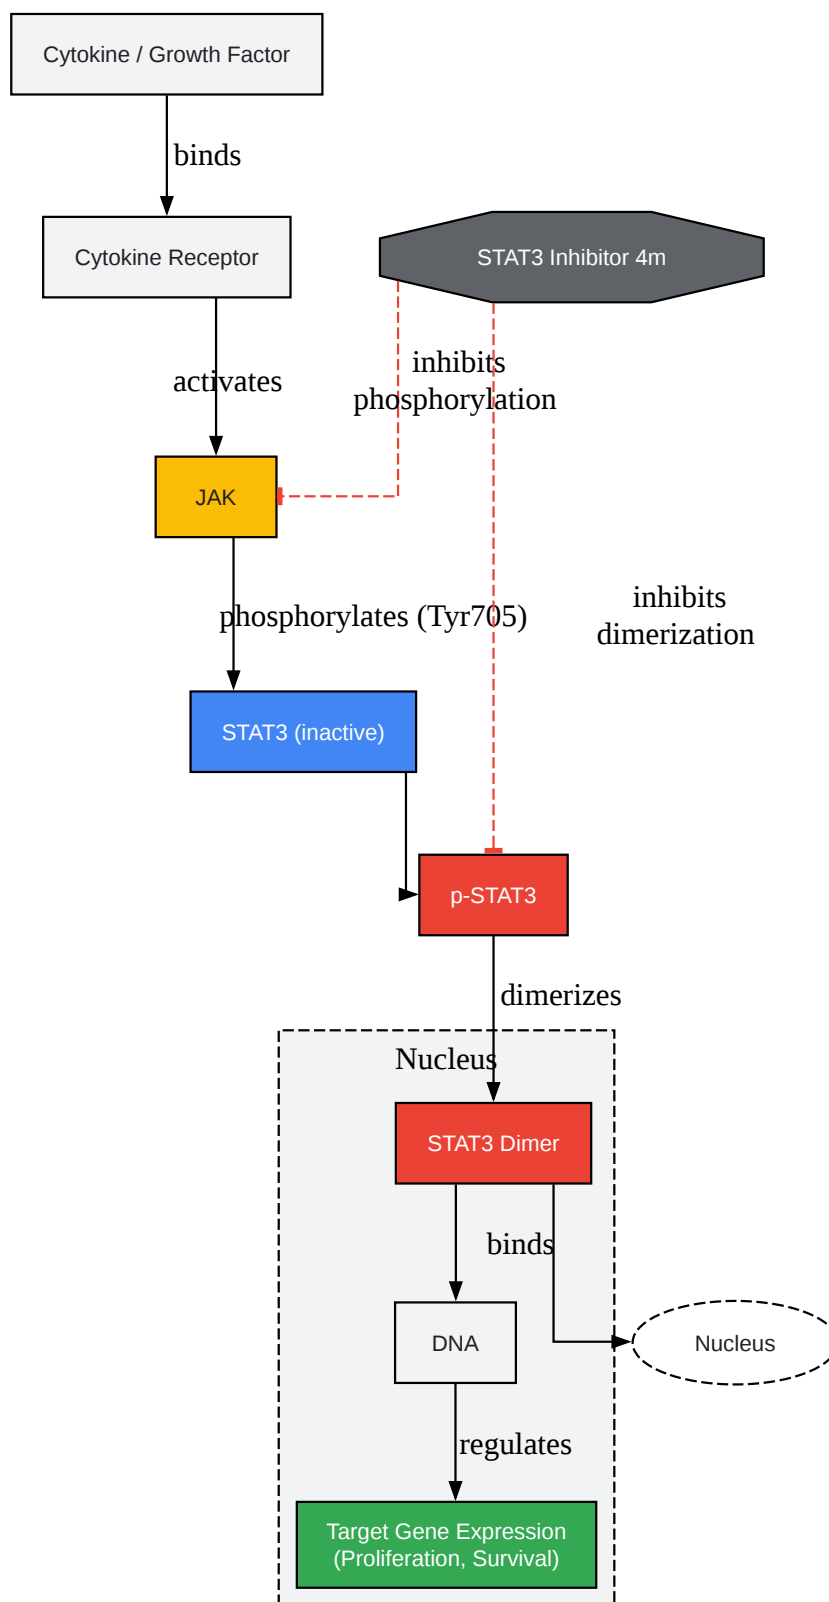 Cytokine / Growth Factor
binds
Cytokine Receptor
STAT3 Inhibitor 4m
activates
inhibits
phosphorylation
JAK
phosphorylates (Tyr705)
inhibits
dimerization
STAT3 (inactive)
p-STAT3
dimerizes
Nucleus
STAT3 Dimer
binds
DNA
Nucleus
regulates
Target Gene Expression
(Proliferation, Survival)